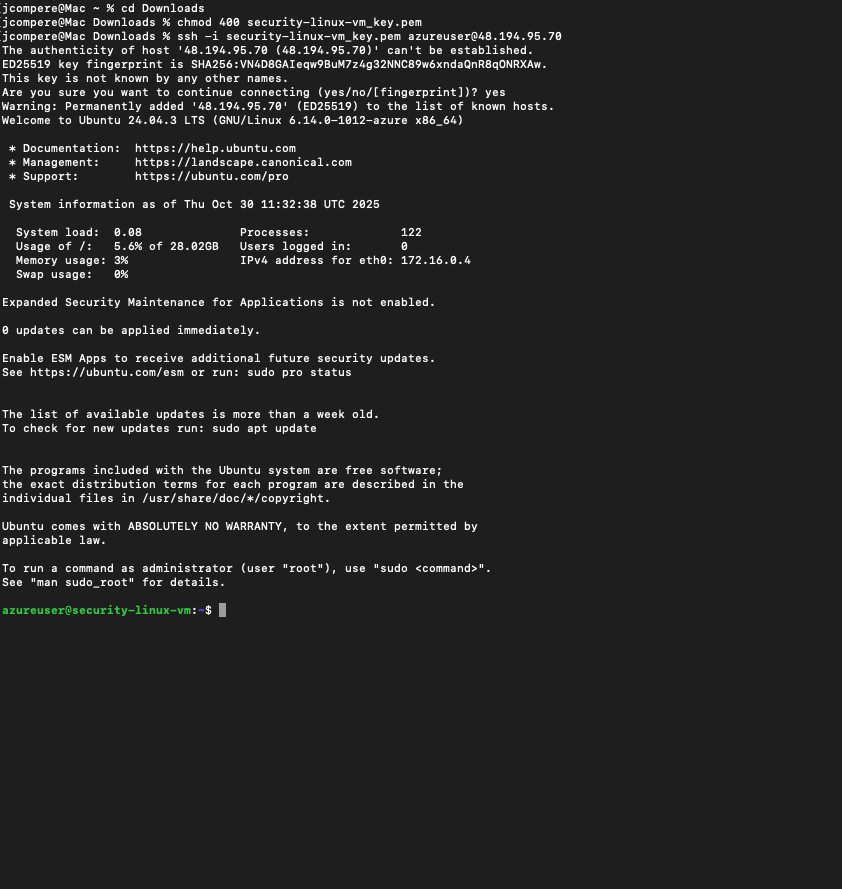 [jcompere@Mac ~ % cd Downloads
[jcompere@Mac Downloads % chmod 400 security-linux-vm_key.pem
[jcompere@Mac Downloads % ssh -i security-linux-vm_key.pem azureuser@48.194.95.70
The authenticity of host '48.194.95.70 (48.194.95.70)' can't be established.
ED25519 key fingerprint is SHA256:VN4D8GAIeqw9BuM7z4g32NNC89w6xndaQnR8qONRXAw.
This key is not known by any other names.
Are you sure you want to continue connecting (yes/no/[fingerprint])? yes
Warning: Permanently added '48.194.95.70' (ED25519) to the list of known hosts.
Welcome to Ubuntu 24.04.3 LTS (GNU/Linux 6.14.0-1012-azure x86_64)

 * Documentation:  https://help.ubuntu.com
 * Management:     https://landscape.canonical.com
 * Support:        https://ubuntu.com/pro

 System information as of Thu Oct 30 11:32:38 UTC 2025

  System load:  0.08              Processes:             122
  Usage of /:   5.6% of 28.02GB   Users logged in:       0
  Memory usage: 3%                IPv4 address for eth0: 172.16.0.4
  Swap usage:   0%

Expanded Security Maintenance for Applications is not enabled.

0 updates can be applied immediately.

Enable ESM Apps to receive additional future security updates.
See https://ubuntu.com/esm or run: sudo pro status


The list of available updates is more than a week old.
To check for new updates run: sudo apt update


The programs included with the Ubuntu system are free software;
the exact distribution terms for each program are described in the
individual files in /usr/share/doc/*/copyright.

Ubuntu comes with ABSOLUTELY NO WARRANTY, to the extent permitted by
applicable law.

To run a command as administrator (user "root"), use "sudo <command>".
See "man sudo_root" for details.

azureuser@security-linux-vm:~$